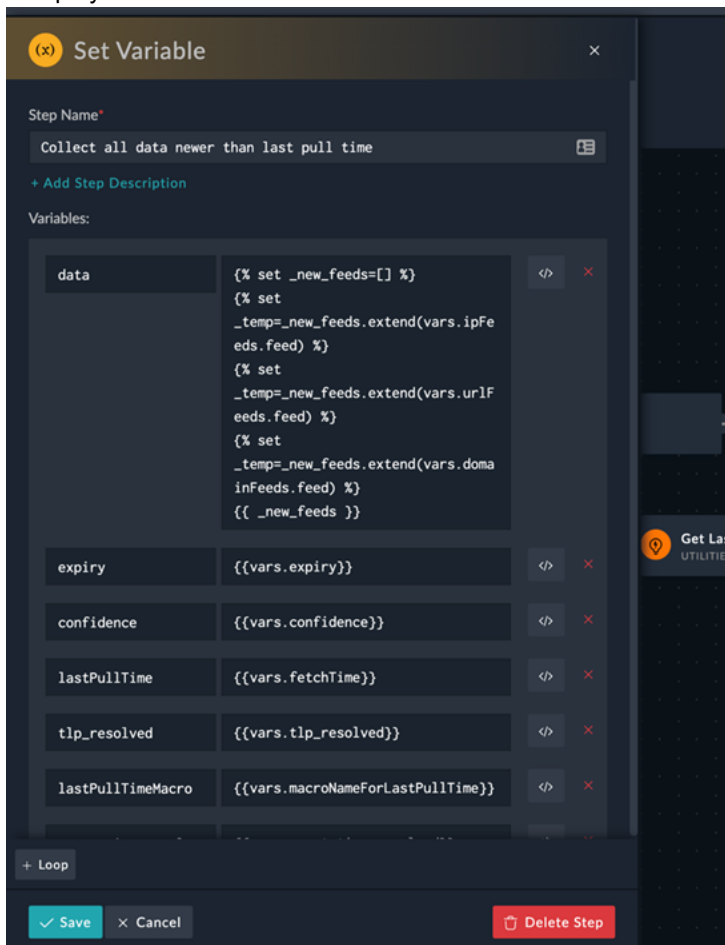 (x) Set Variable ×
Step Name*
Collect all data newer than last pull time
+ Add Step Description
Variables:
data
{% set _new_feeds=[] %}
{% set
_temp=_new_feeds.extend(vars.ipFe
eds.feed) %}
{% set
_temp=_new_feeds.extend(vars.urlF
eeds.feed) %}
{% set
_temp=_new_feeds.extend(vars.doma
inFeeds.feed) %}
{{ _new_feeds }}
</> ×
expiry {{vars.expiry}} </> ×
confidence {{vars.confidence}} </> ×
lastPullTime {{vars.fetchTime}} </> ×
tlp_resolved {{vars.tlp_resolved}} </> ×
lastPullTimeMacro {{vars.macroNameForLastPullTime}} </> ×
+ Loop
✓ Save × Cancel Delete Step
Get Las
UTILITIE